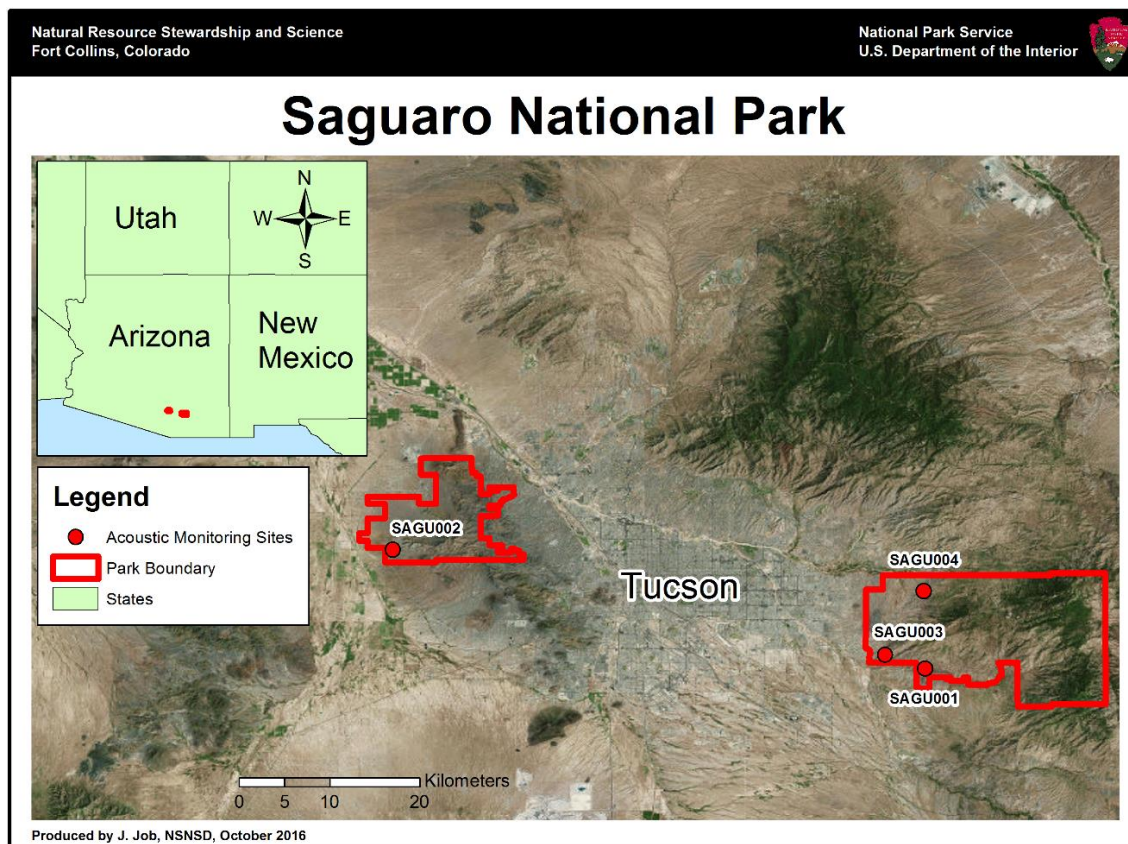 Natural Resource Stewardship and Science
Fort Collins, Colorado
National Park Service
U.S. Department of the Interior
Saguaro National Park
N
W E
S
Utah
Arizona
New
Mexico
Legend
Acoustic Monitoring Sites
Park Boundary
States
SAGU002
Tucson
SAGU004
SAGU003
SAGU001
Kilometers
0 5 10 20
Produced by J. Job, NSNSD, October 2016